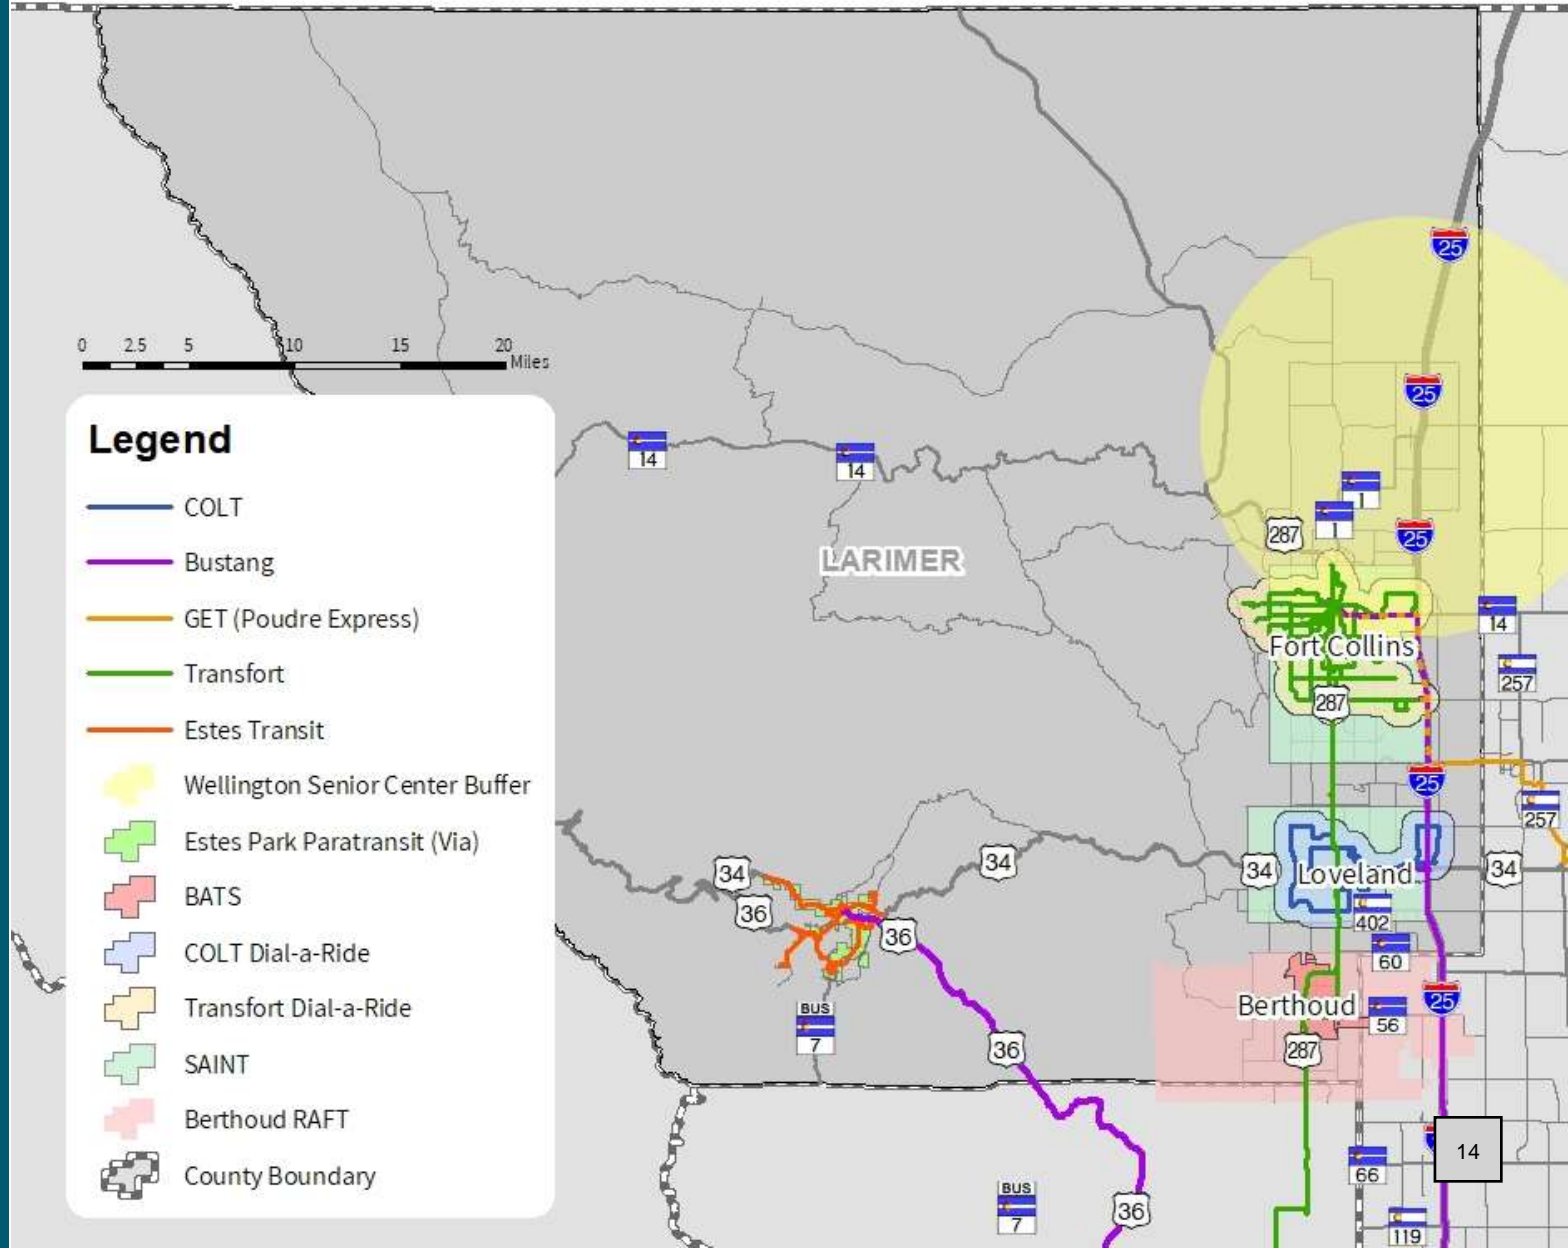 25
0 2.5 5 10 15 20
Miles
25
Legend
14
14
COLT
1
1
Bustang
287
25
LARIMER
14
GET (Poudre Express)
Fort Collins
257
Transfort
287
Estes Transit
Wellington Senior Center Buffer
25
257
Estes Park Paratransit (Via)
34
34
34
Loveland
34
BATS
36
402
36
60
COLT Dial-a-Ride
Transfort Dial-a-Ride
25
Berthoud
56
BUS
7
36
287
SAINT
Berthoud RAFT
14
County Boundary
66
BUS
7
36
119